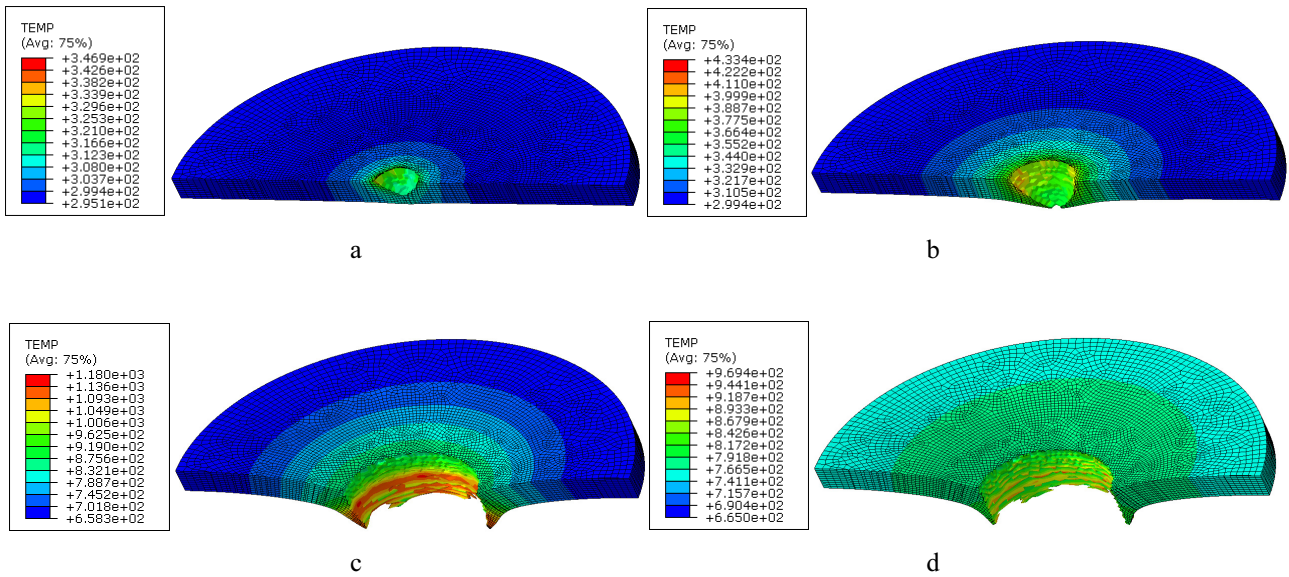 TEMP
(Avg: 75%)
+3.469e+02
+3.426e+02
+3.382e+02
+3.339e+02
+3.296e+02
+3.253e+02
+3.210e+02
+3.166e+02
+3.123e+02
+3.080e+02
+3.037e+02
+2.994e+02
+2.951e+02
a
TEMP
(Avg: 75%)
+4.334e+02
+4.222e+02
+4.110e+02
+3.999e+02
+3.887e+02
+3.775e+02
+3.664e+02
+3.552e+02
+3.440e+02
+3.329e+02
+3.217e+02
+3.105e+02
+2.994e+02
b
TEMP
(Avg: 75%)
+1.180e+03
+1.136e+03
+1.093e+03
+1.049e+03
+1.006e+03
+9.625e+02
+9.190e+02
+8.756e+02
+8.321e+02
+7.887e+02
+7.452e+02
+7.018e+02
+6.583e+02
c
TEMP
(Avg: 75%)
+9.694e+02
+9.441e+02
+9.187e+02
+8.933e+02
+8.679e+02
+8.426e+02
+8.172e+02
+7.918e+02
+7.665e+02
+7.411e+02
+7.157e+02
+6.904e+02
+6.650e+02
d